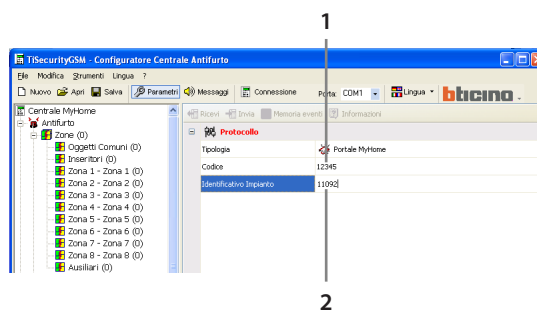 1
TiSecurityGSM - Configuratore Centrale Antifurto
File Modifica Strumenti Lingua ?
Nuovo Apri Salva Parametri Messaggi Connessione Porta: COM1 Lingua bticino.
Centrale MyHome
Ricevi Invia Memoria eventi Informazioni
Antifurto
Protocollo
Zone (0)
Oggetti Comuni (0)
Tipologia Portale MyHome
Inseritori (0)
Codice 12345
Zona 1 - Zona 1 (0)
Zona 2 - Zona 2 (0)
Identificativo Impianto 11092
Zona 3 - Zona 3 (0)
Zona 4 - Zona 4 (0)
Zona 5 - Zona 5 (0)
Zona 6 - Zona 6 (0)
Zona 7 - Zona 7 (0)
Zona 8 - Zona 8 (0)
Ausiliari (0)
2